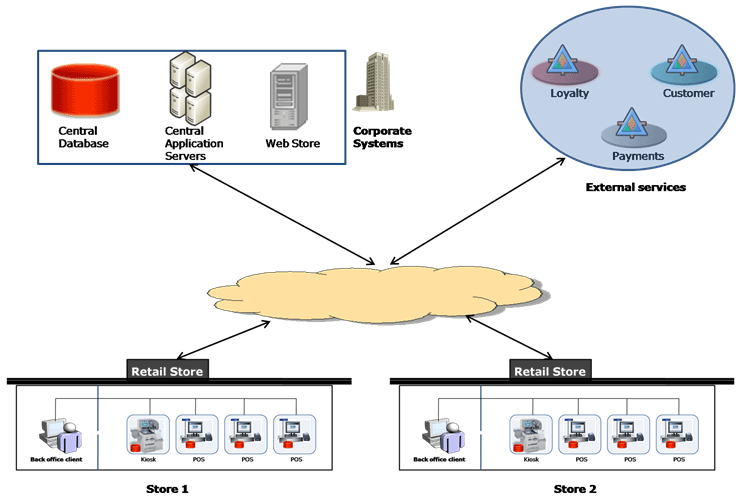 Central
Database
Central
Application
Servers
Web Store
Corporate
Systems
Loyalty
Customer
Payments
External services
Retail Store
Back office client
Kiosk
POS
POS
POS
Store 1
Retail Store
Back office client
Kiosk
POS
POS
POS
Store 2